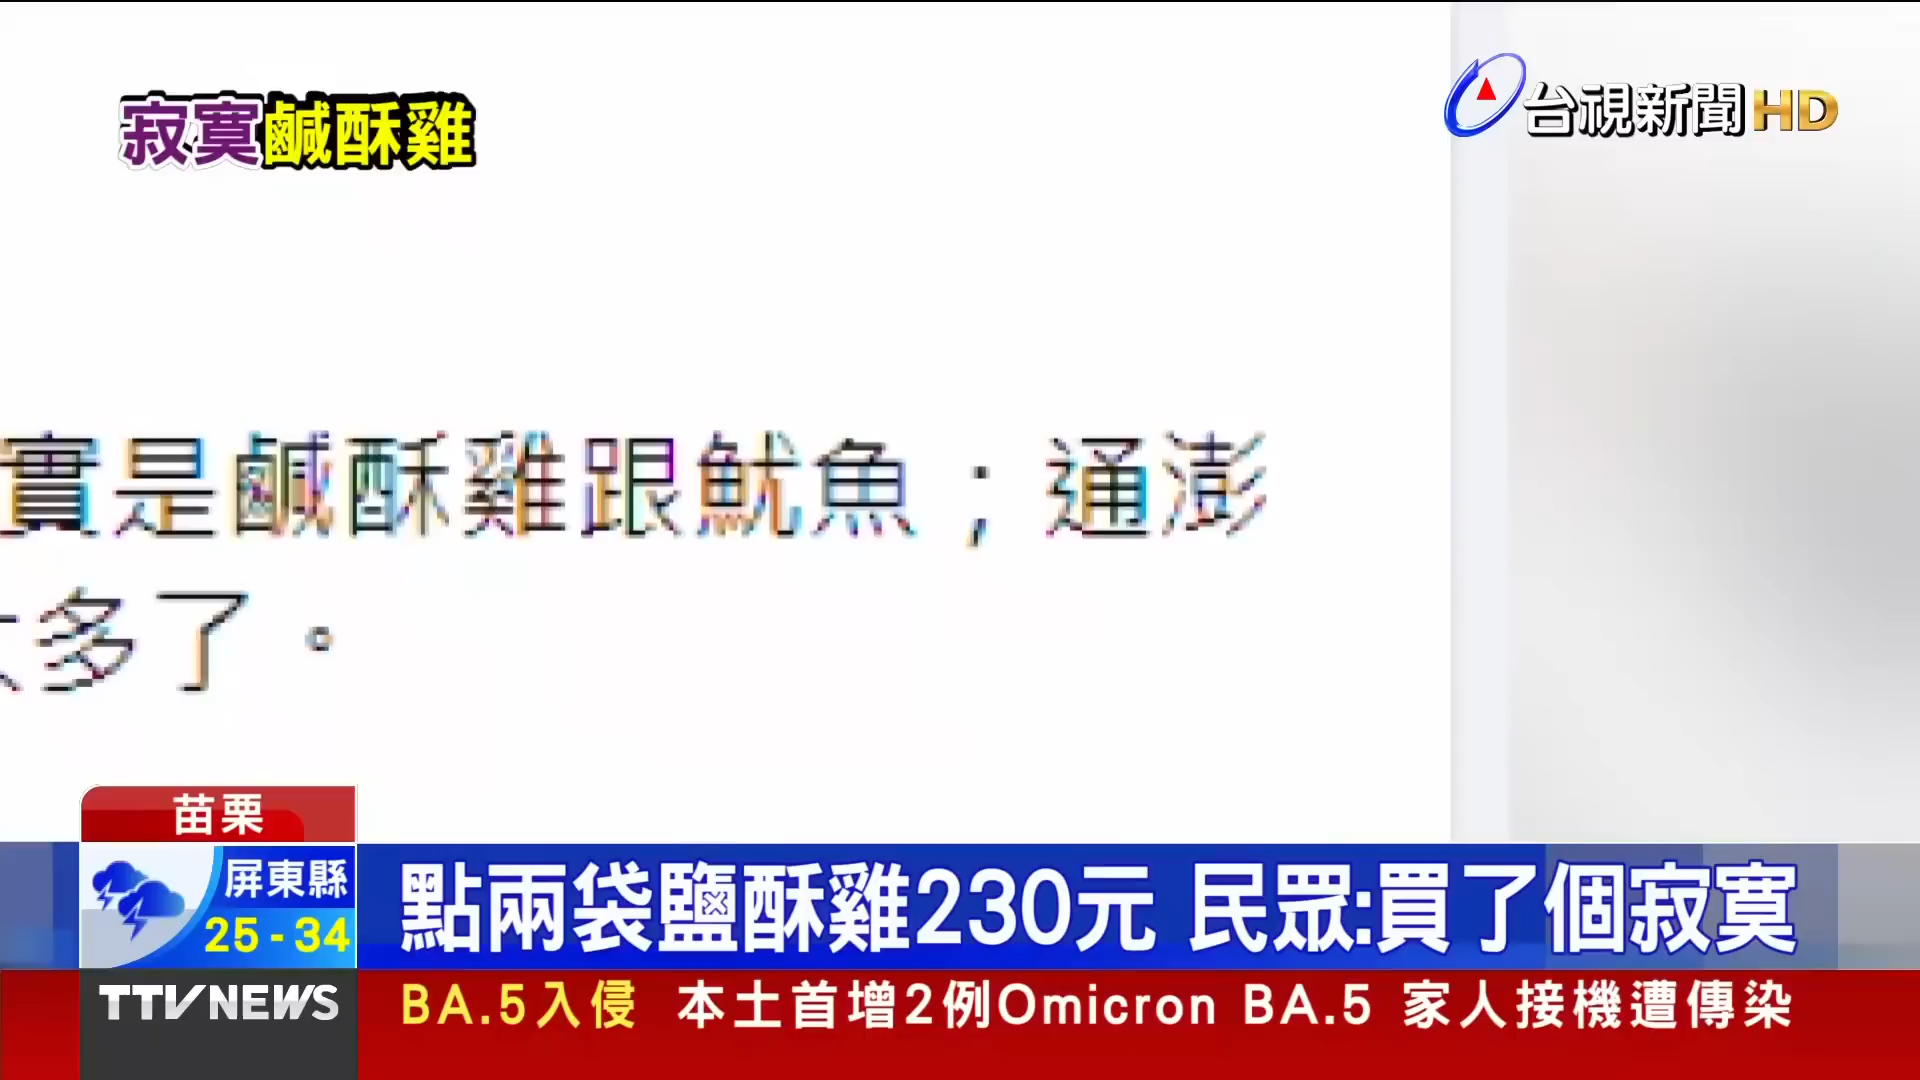 寂寞鹹酥雞
台視新聞HD
實是鹹酥雞跟魷魚；通澎
太多了。
苗栗
屏東縣
25-34
點兩袋鹽酥雞230元 民眾:買了個寂寞
TTV NEWS
BA.5入侵 本土首增2例Omicron BA.5 家人接機遭傳染